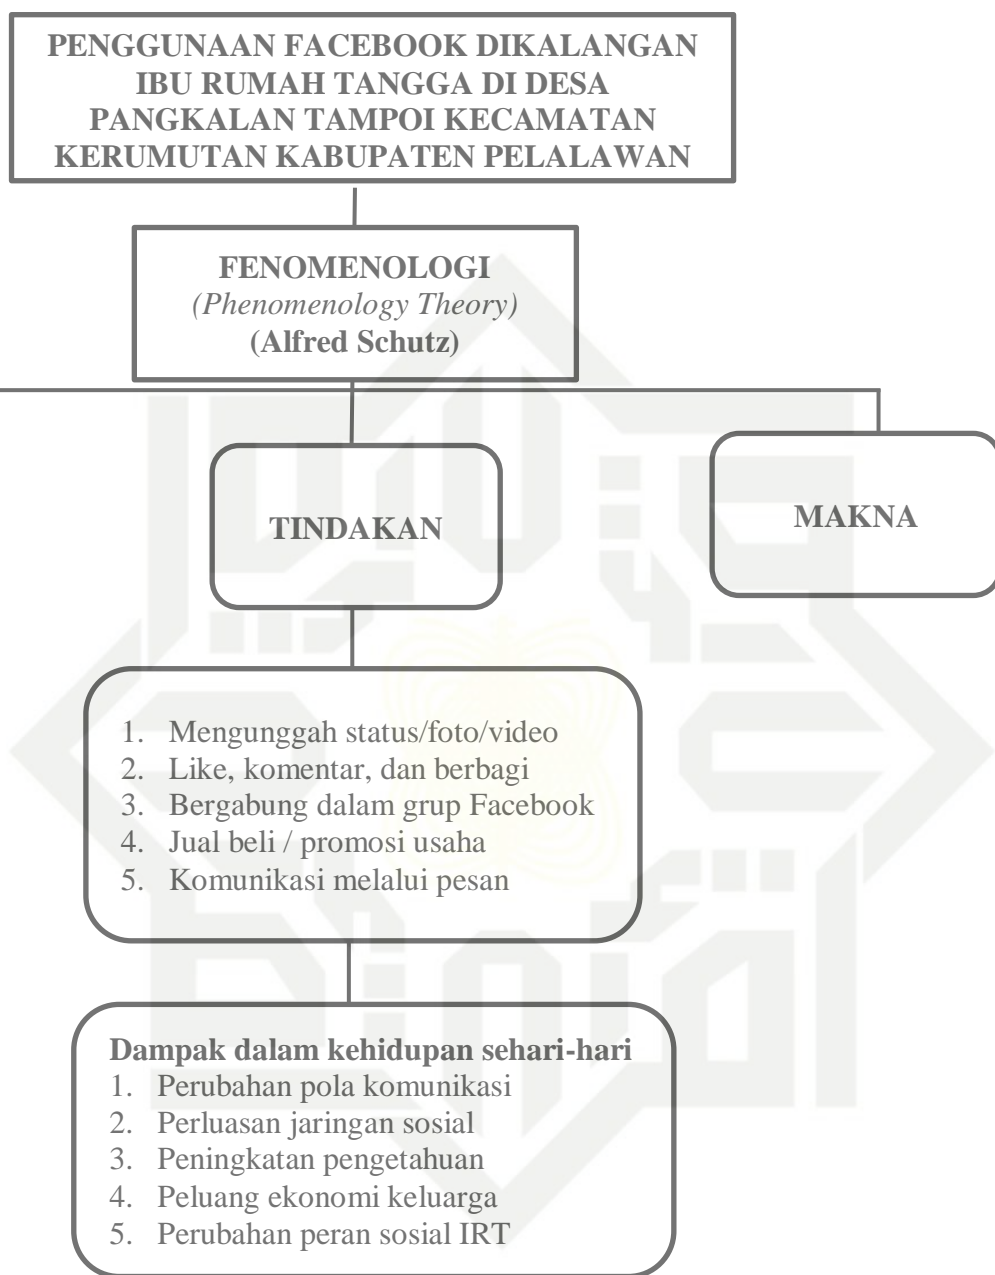 PENGGUNAAN FACEBOOK DIKALANGAN
IBU RUMAH TANGGA DI DESA
PANGKALAN TAMPOI KECAMATAN
KERUMUTAN KABUPATEN PELALAWAN
FENOMENOLOGI
(Phenomenology Theory)
(Alfred Schutz)
TINDAKAN
MAKNA
1. Mengunggah status/foto/video
2. Like, komentar, dan berbagi
3. Bergabung dalam grup Facebook
4. Jual beli / promosi usaha
5. Komunikasi melalui pesan
Dampak dalam kehidupan sehari-hari
1. Perubahan pola komunikasi
2. Perluasan jaringan sosial
3. Peningkatan pengetahuan
4. Peluang ekonomi keluarga
5. Perubahan peran sosial IRT